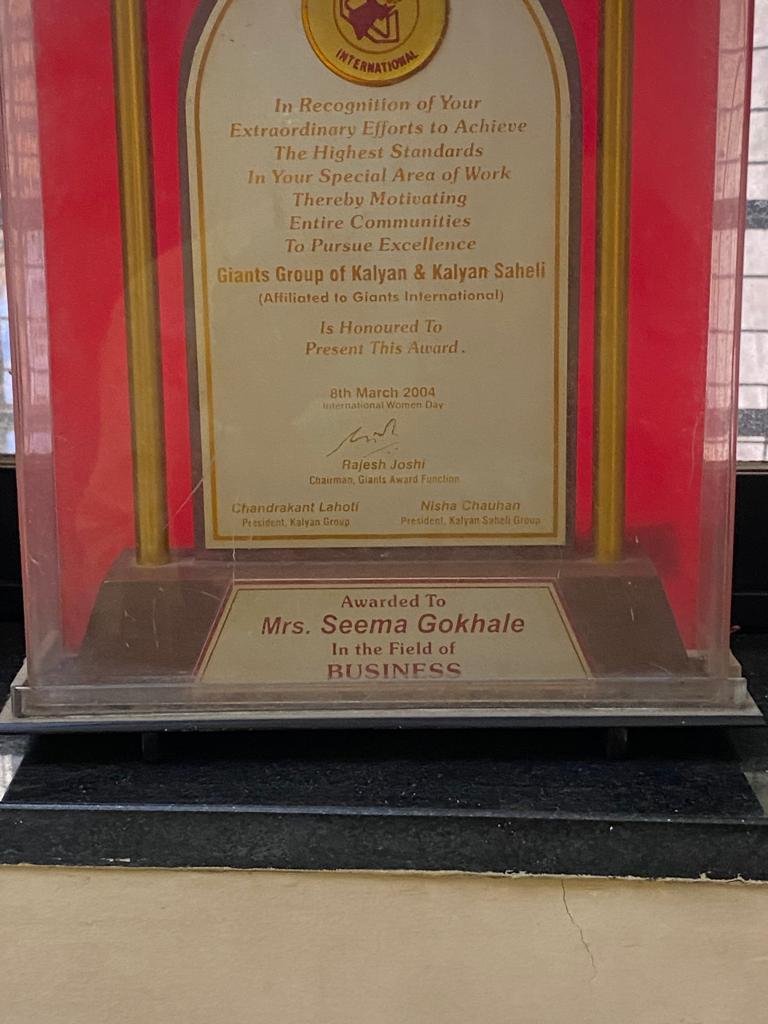 INTERNATIONAL
In Recognition of Your
Extraordinary Efforts to Achieve
The Highest Standards
In Your Special Area of Work
Thereby Motivating
Entire Communities
To Pursue Excellence
Giants Group of Kalyan & Kalyan Saheli
(Affiliated to Giants International)
Is Honoured To
Present This Award.
8th March 2004
International Women Day
Rajesh Joshi
Chairman, Giants Award Function
Chandrakant Lahoti Nisha Chauhan
President, Kalyan Group President, Kalyan Saheli Group
Awarded To
Mrs. Seema Gokhale
In the Field of
BUSINESS